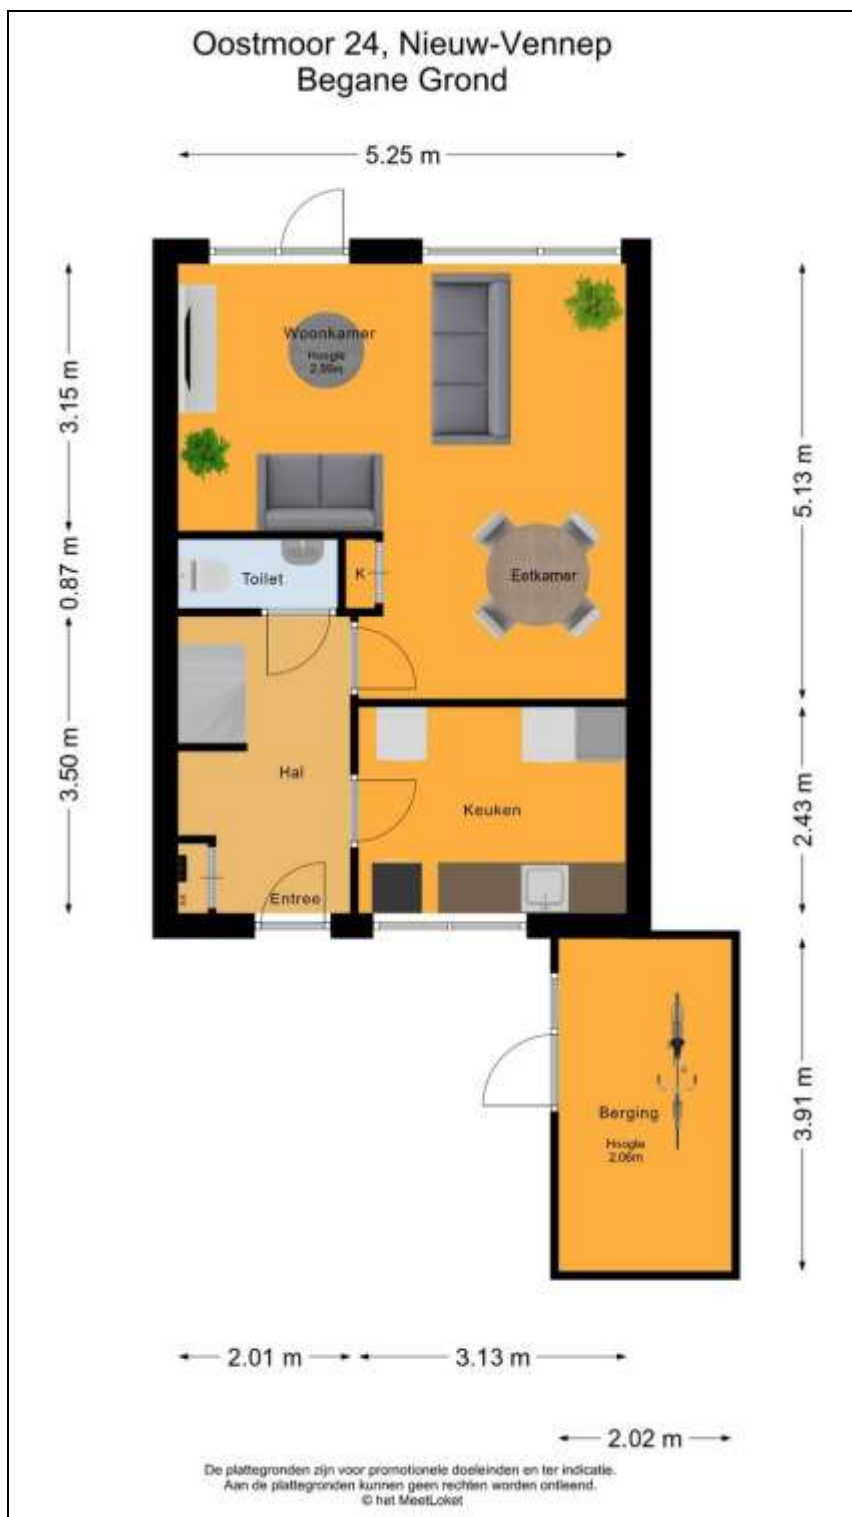 Oostmoor 24, Nieuw-Vennep
Begane Grond
5.25 m
3.15 m
Woonkamer
Hoogte
5.13 m
0.87 m
Toilet
K
Eetkamer
3.50 m
Hal
Keuken
2.43 m
Entree
3.91 m
Berging
Hoogte
2,06m
2.01 m
3.13 m
2.02 m
De plattegronden zijn voor promotionele doeleinden en ter indicatie.
Aan de plattegronden kunnen geen rechten worden ontleend.
© het MeetLoket